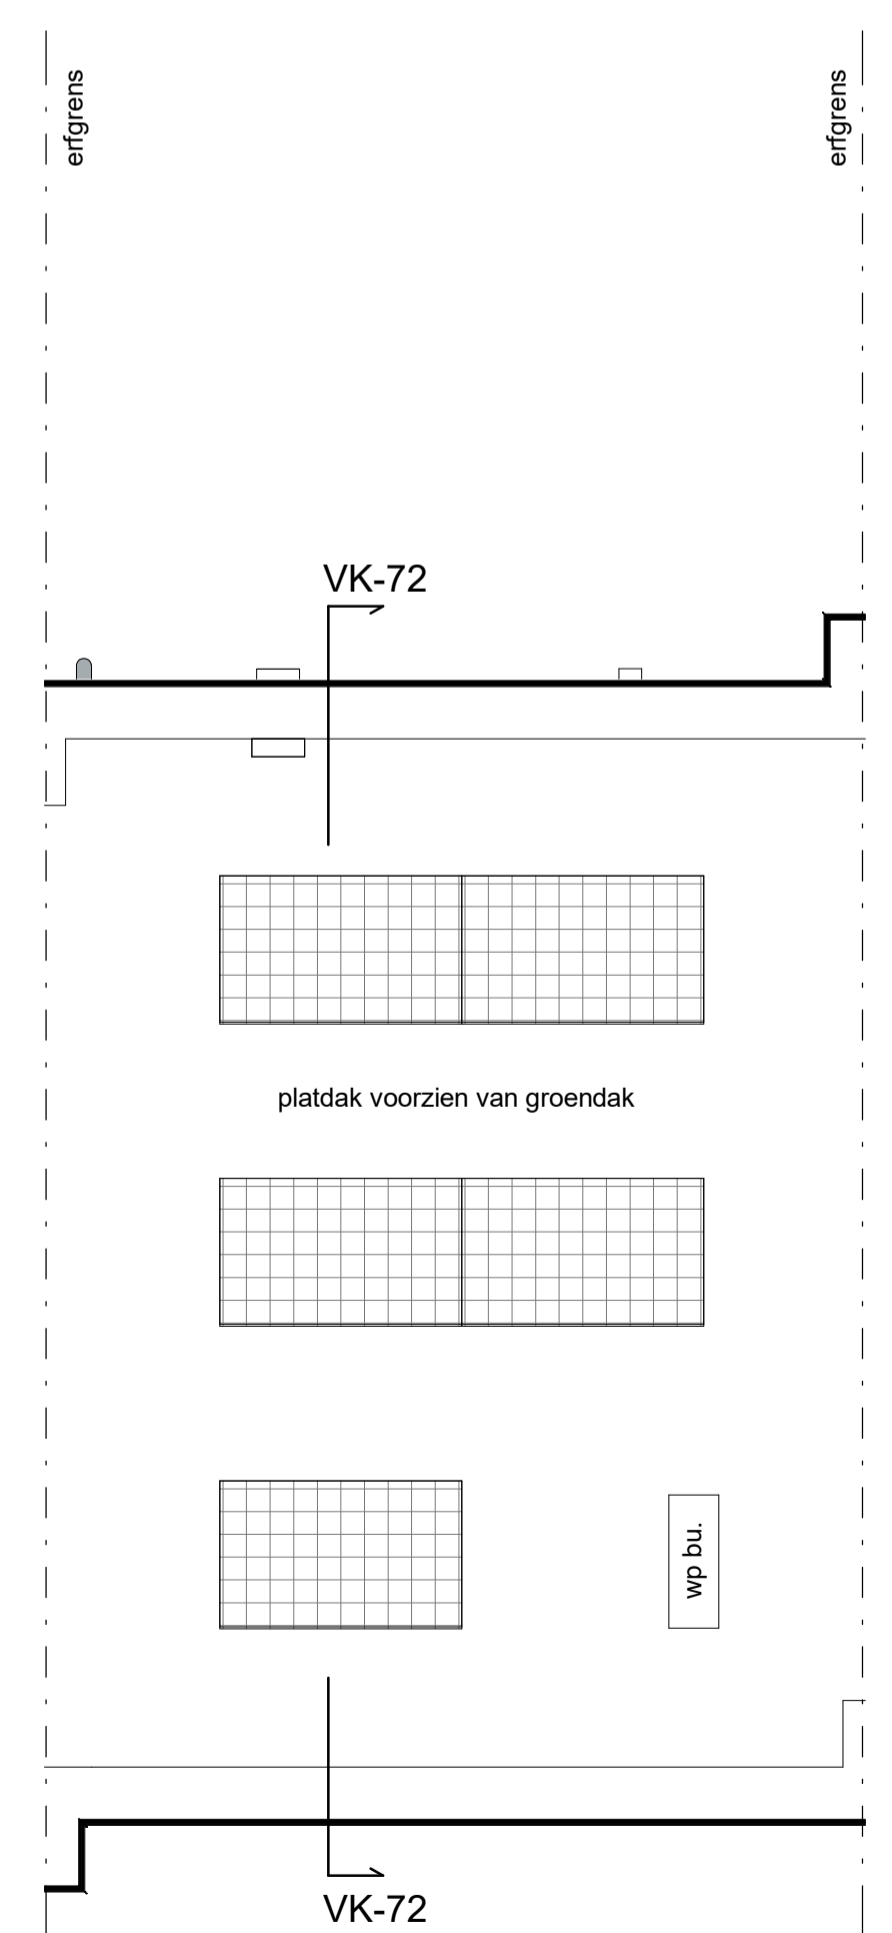 erfgrens
erfgrens
VK-72
platdak voorzien van groendak
wp bu.
VK-72